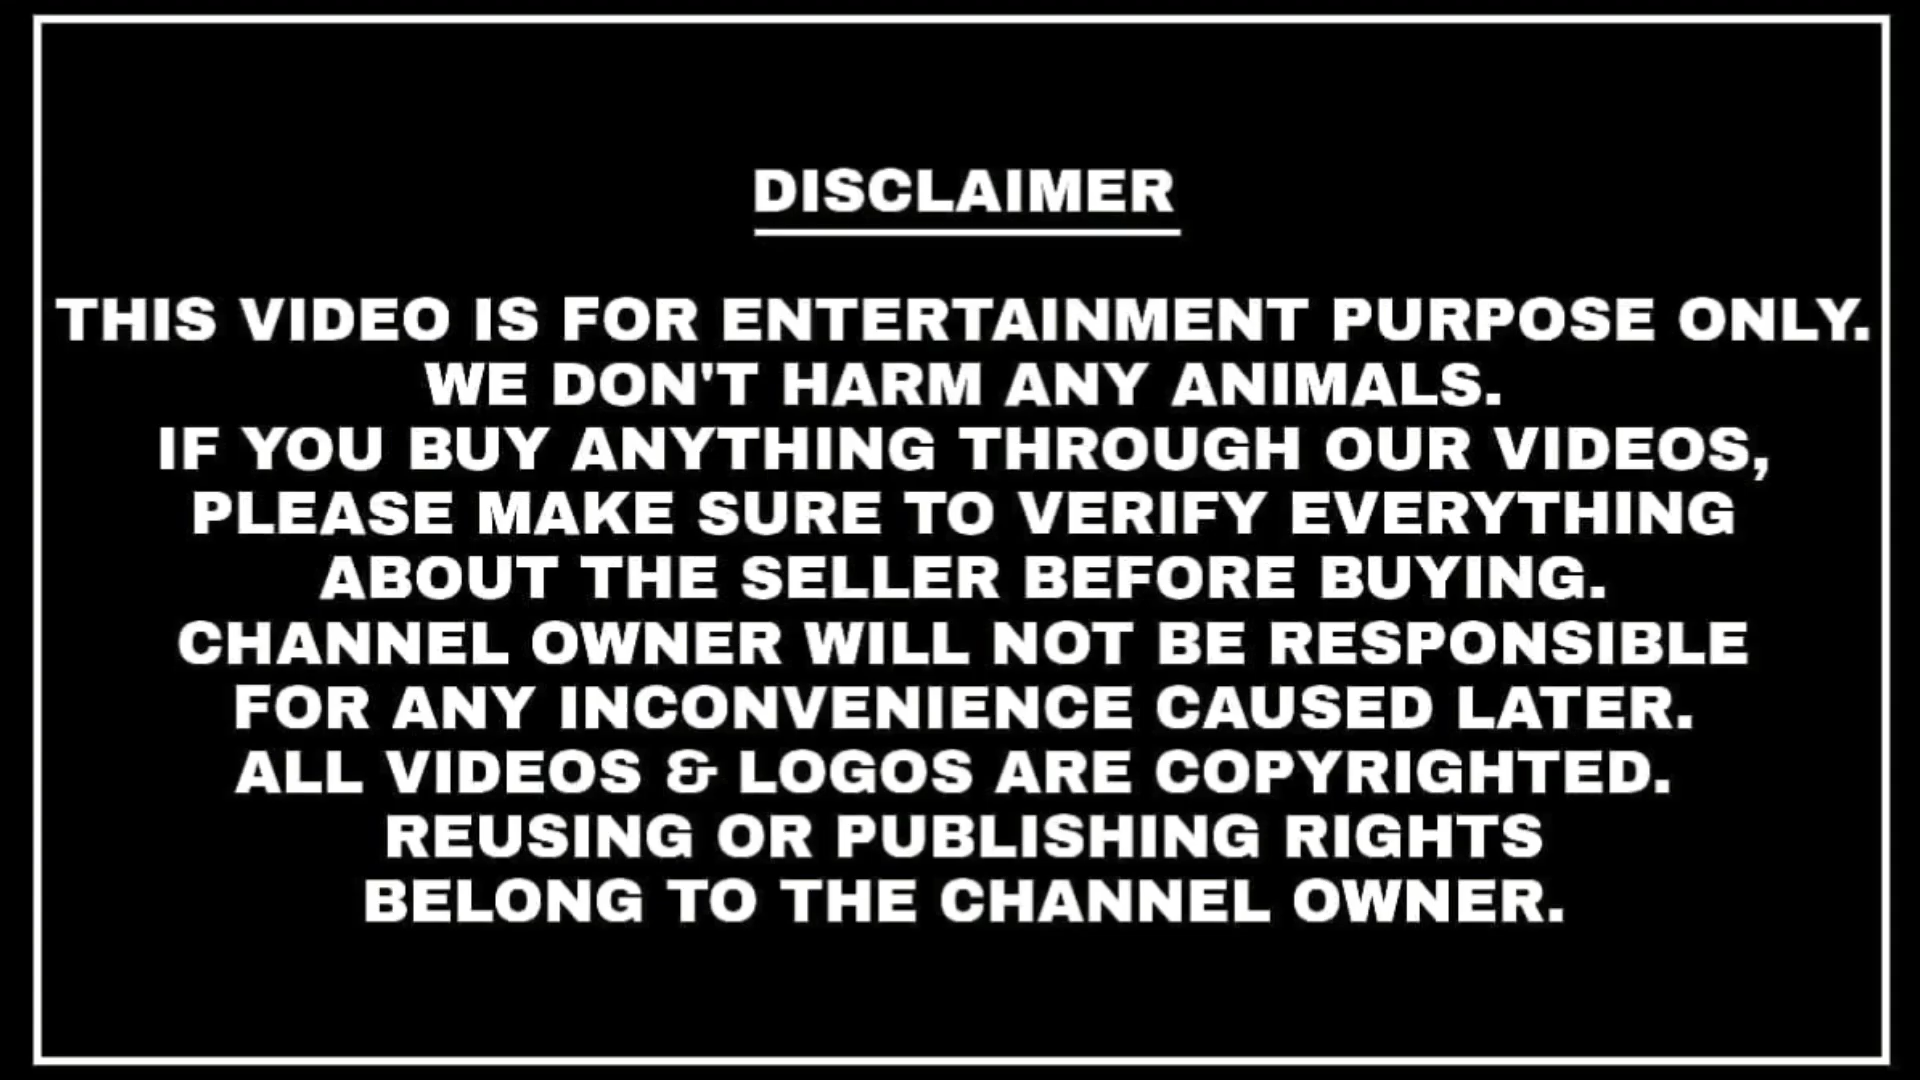 DISCLAIMER
THIS VIDEO IS FOR ENTERTAINMENT PURPOSE ONLY.
WE DON'T HARM ANY ANIMALS.
IF YOU BUY ANYTHING THROUGH OUR VIDEOS,
PLEASE MAKE SURE TO VERIFY EVERYTHING
ABOUT THE SELLER BEFORE BUYING.
CHANNEL OWNER WILL NOT BE RESPONSIBLE
FOR ANY INCONVENIENCE CAUSED LATER.
ALL VIDEOS & LOGOS ARE COPYRIGHTED.
REUSING OR PUBLISHING RIGHTS
BELONG TO THE CHANNEL OWNER.